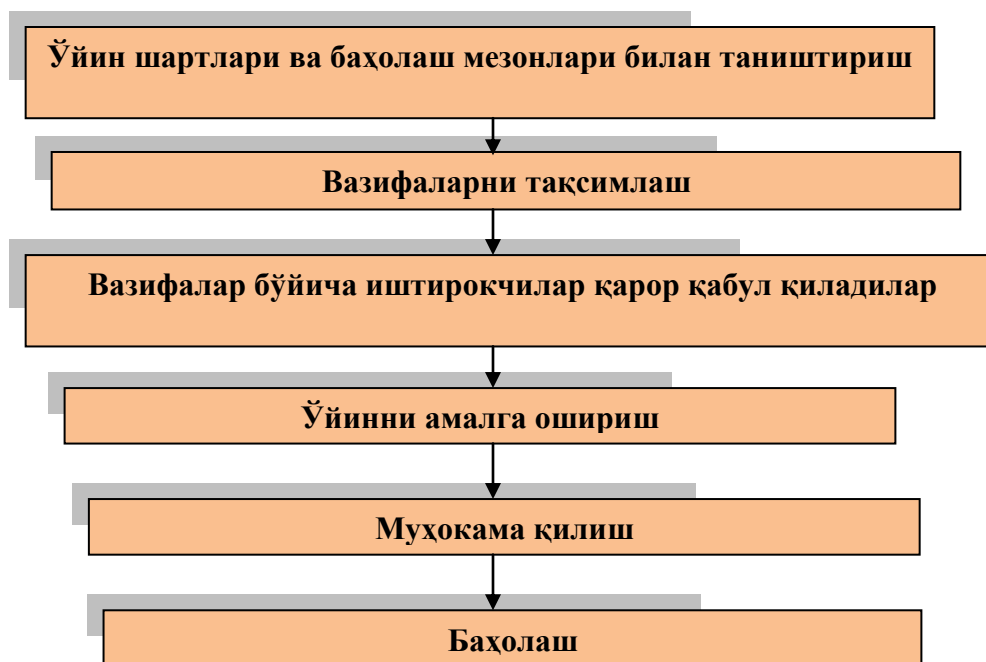 Ўйин шартлари ва баҳолаш мезонлари билан таништириш
Вазифаларни тақсимлаш
Вазифалар бўйича иштирокчилар қарор қабул қиладилар
Ўйинни амалга ошириш
Муҳокама қилиш
Баҳолаш